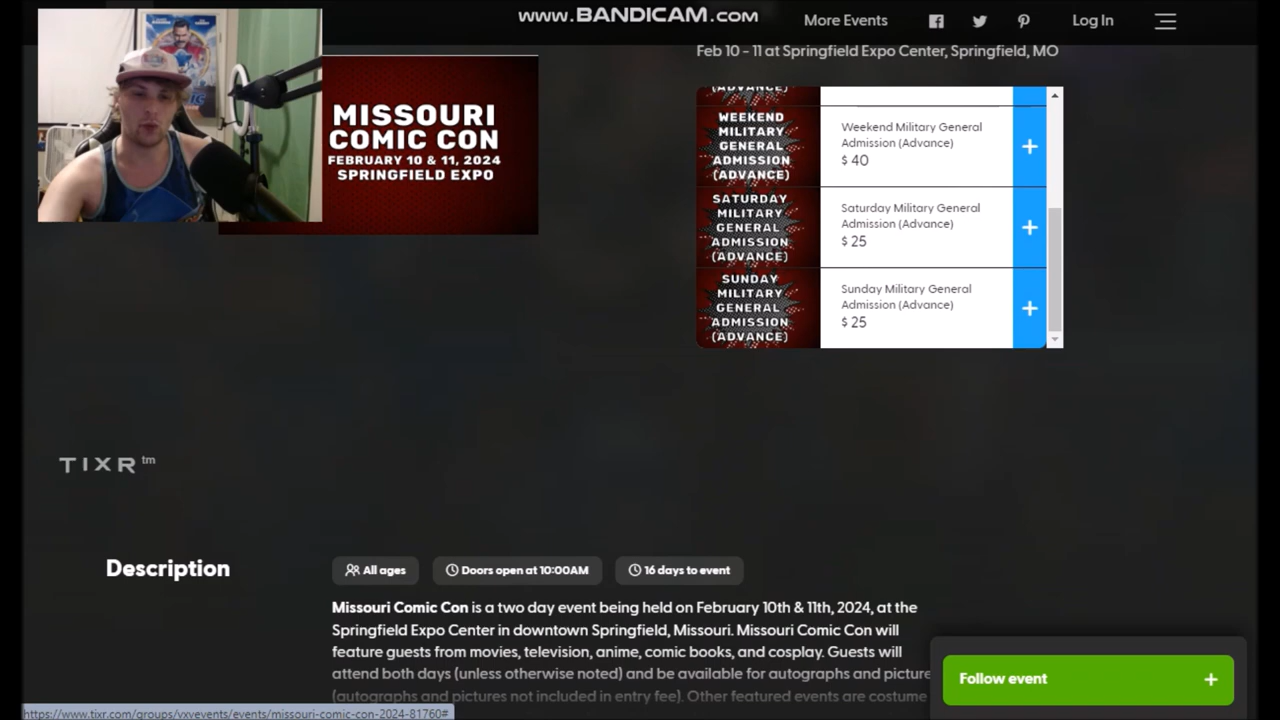 www.BANDICAM.com
More Events
Log In
Feb 10 - 11 at Springfield Expo Center, Springfield, MO
MISSOURI
COMIC CON
FEBRUARY 10 & 11, 2024
SPRINGFIELD EXPO
(ADVANCE)
WEEKEND
MILITARY
GENERAL
ADMISSION
(ADVANCE)
Weekend Military General
Admission (Advance)
$ 40
SATURDAY
MILITARY
GENERAL
ADMISSION
(ADVANCE)
Saturday Military General
Admission (Advance)
$ 25
SUNDAY
MILITARY
GENERAL
ADMISSION
(ADVANCE)
Sunday Military General
Admission (Advance)
$ 25
TIXR tm
Description
All ages
Doors open at 10:00AM
16 days to event
Missouri Comic Con is a two day event being held on February 10th & 11th, 2024, at the
Springfield Expo Center in downtown Springfield, Missouri. Missouri Comic Con will
feature guests from movies, television, anime, comic books, and cosplay. Guests will
attend both days (unless otherwise noted) and be available for autographs and picture
(autographs and pictures not included in entry fee). Other featured events are costume
Follow event
https://www.tixr.com/groups/vxvevents/events/missouri-comic-con-2024-81760#